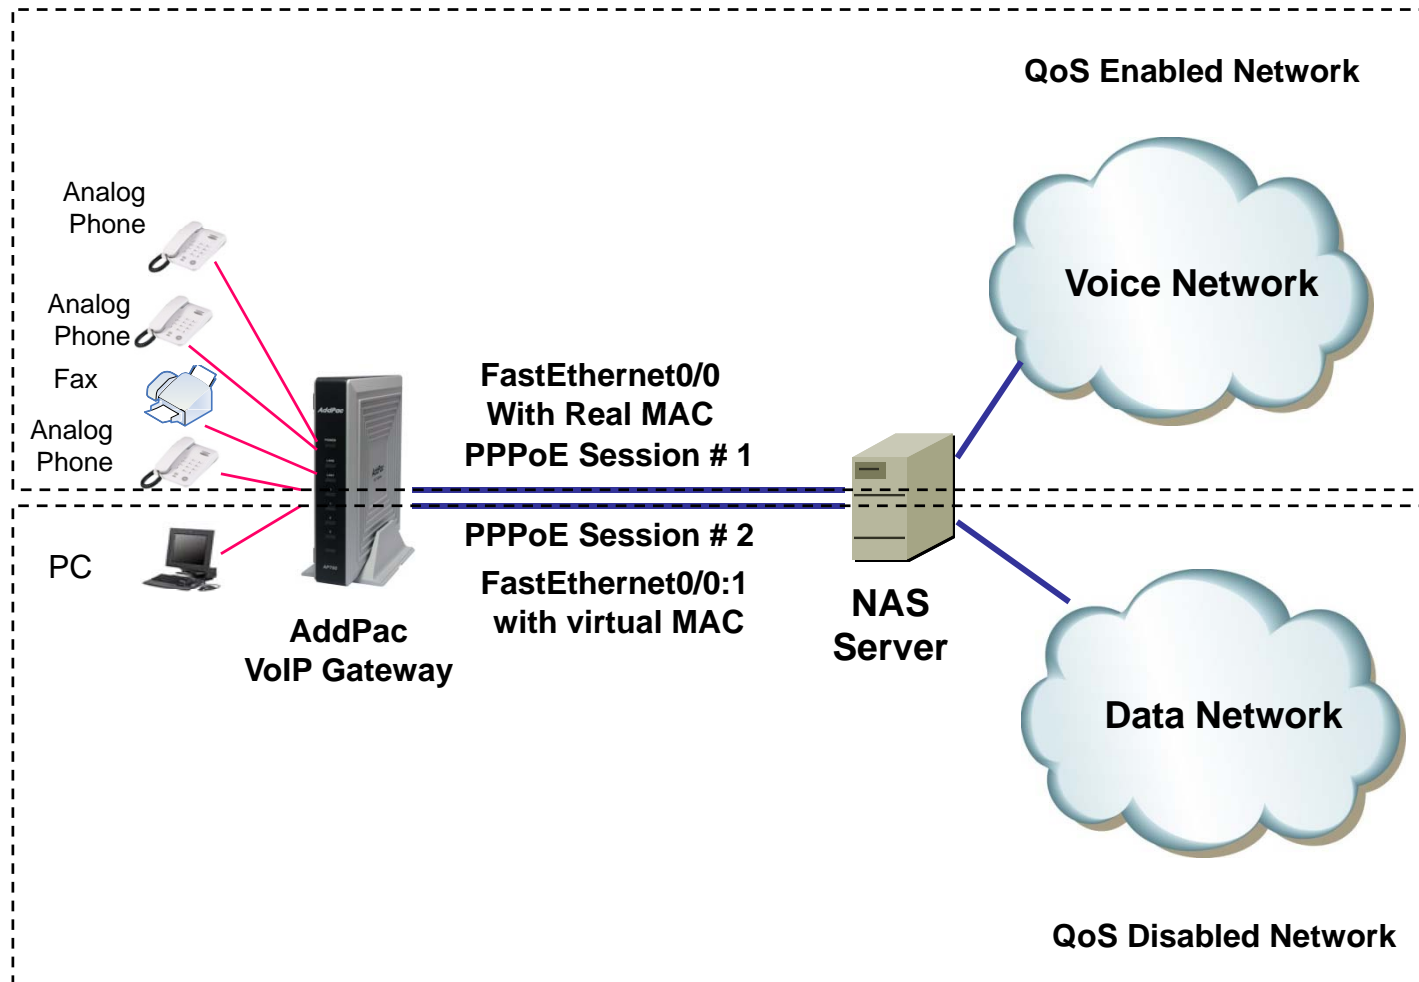 QoS Enabled Network
Analog
Phone
Voice Network
Analog
Phone
Fax
Analog
Phone
FastEthernet0/0
With Real MAC
PPPoE Session # 1
AddPac
PPPoE Session # 2
FastEthernet0/0:1
with virtual MAC
PC
AddPac
VoIP Gateway
NAS
Server
Data Network
QoS Disabled Network